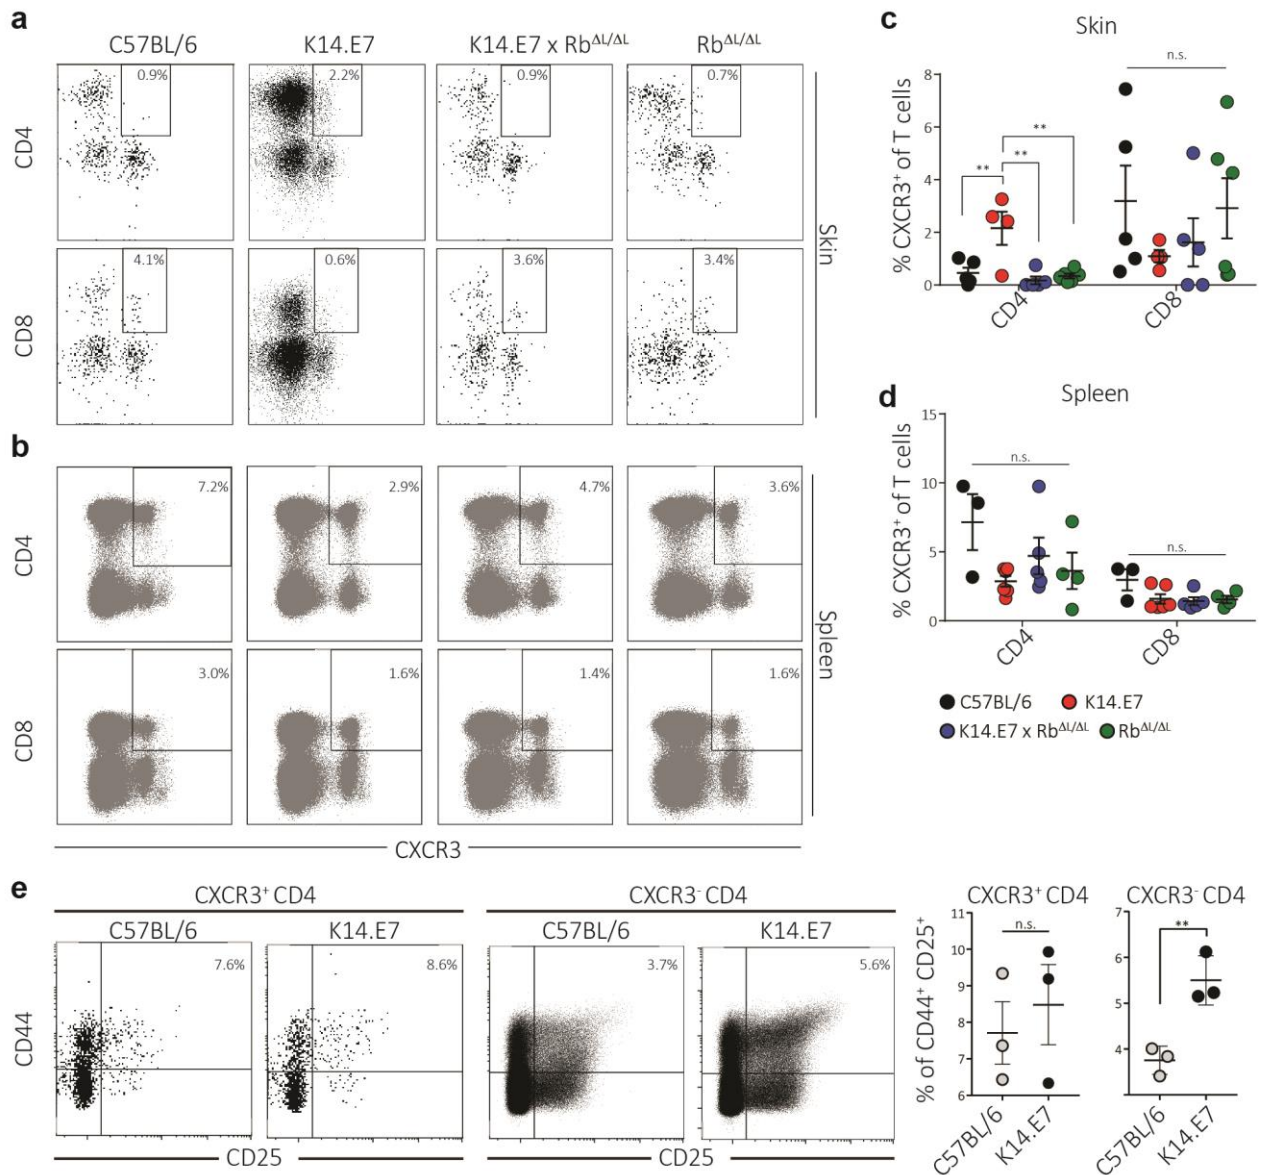 a
C57BL/6 K14.E7 K14.E7 x Rb^ΔL/ΔL Rb^ΔL/ΔL
CD4
0.9% 2.2% 0.9% 0.7%
CD8
4.1% 0.6% 3.6% 3.4%
Skin
b
CD4
7.2% 2.9% 4.7% 3.6%
CD8
3.0% 1.6% 1.4% 1.6%
Spleen
CXCR3
c
Skin
% CXCR3⁺ of T cells
8
6
4
2
0
** ** **
n.s.
CD4 CD8
d
Spleen
% CXCR3⁺ of T cells
15
10
5
0
n.s.
n.s.
CD4 CD8
C57BL/6 K14.E7
K14.E7 x Rb^ΔL/ΔL Rb^ΔL/ΔL
e
CXCR3⁺ CD4 CXCR3⁻ CD4
C57BL/6 K14.E7 C57BL/6 K14.E7
CD44
7.6% 8.6% 3.7% 5.6%
CD25 CD25
CXCR3⁺ CD4 CXCR3⁻ CD4
% of CD44⁺ CD25⁺
11
10
9
8
7
6
n.s.
C57BL/6 K14.E7
7
6
5
4
**
C57BL/6 K14.E7